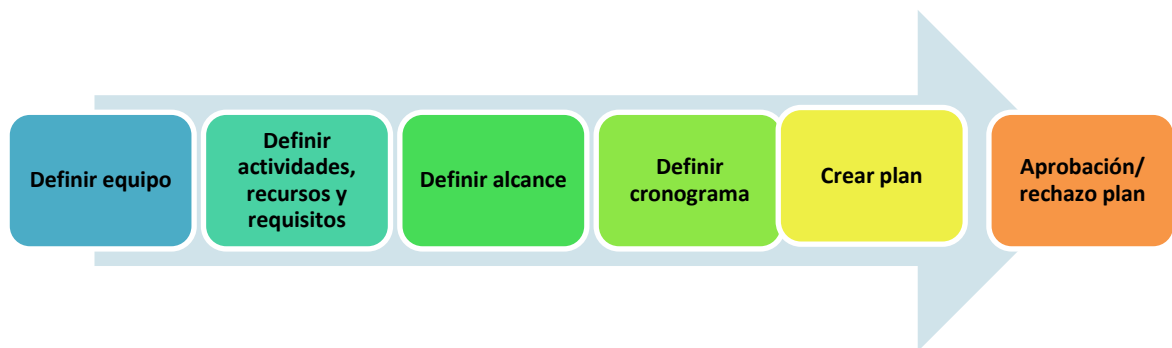 Definir equipo
Definir
actividades,
recursos y
requisitos
Definir alcance
Definir
cronograma
Crear plan
Aprobación/
rechazo plan